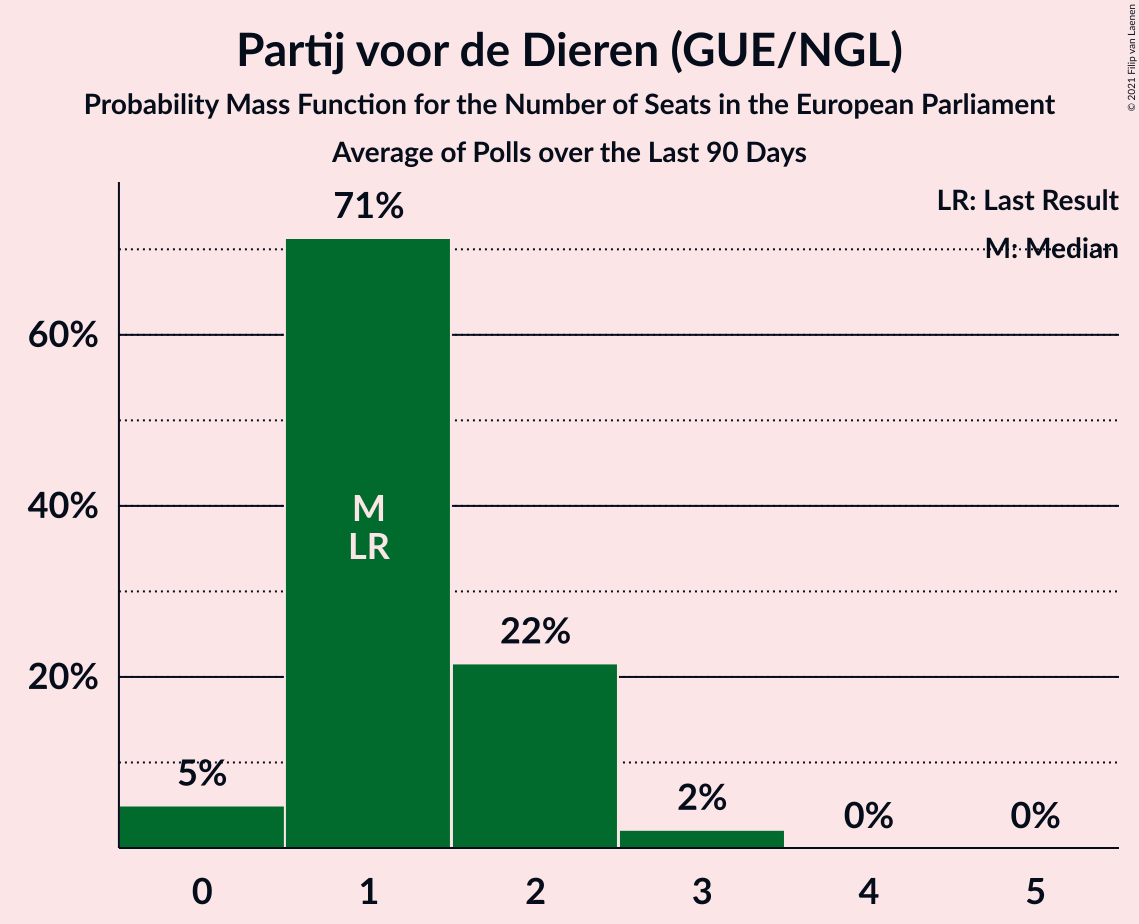 Partij voor de Dieren (GUE/NGL)
Probability Mass Function for the Number of Seats in the European Parliament
Average of Polls over the Last 90 Days
© 2021 Filip van Laenen
LR: Last Result
M: Median
71%
60%
40%
M
LR
22%
20%
5%
2%
0%
0%
0 1 2 3 4 5